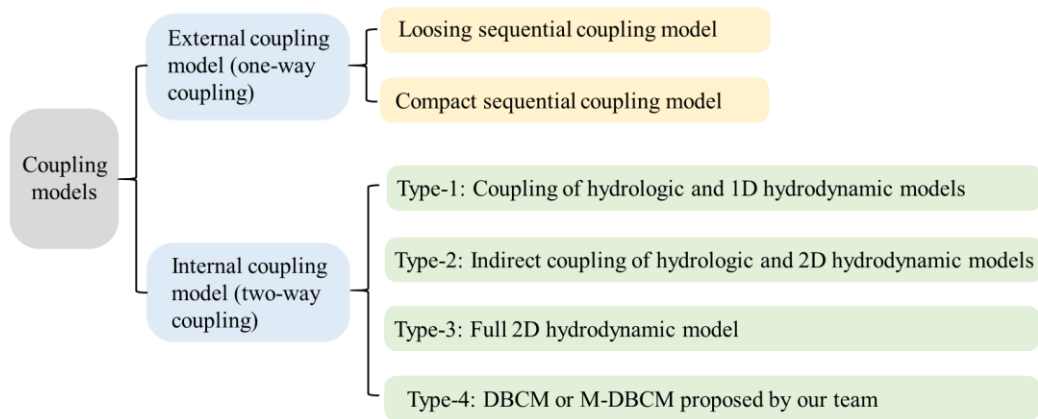 Coupling
models
External coupling
model (one-way
coupling)
Loosing sequential coupling model
Compact sequential coupling model
Internal coupling
model (two-way
coupling)
Type-1: Coupling of hydrologic and 1D hydrodynamic models
Type-2: Indirect coupling of hydrologic and 2D hydrodynamic models
Type-3: Full 2D hydrodynamic model
Type-4: DBCM or M-DBCM proposed by our team